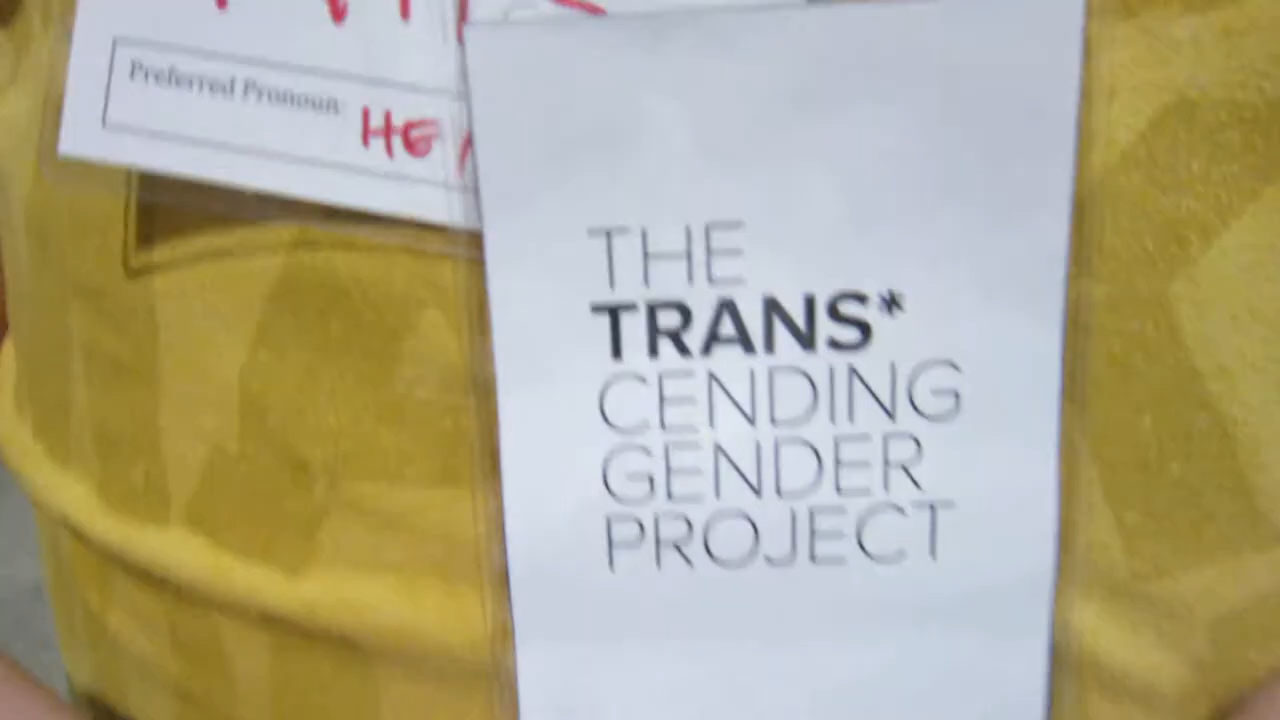 Preferred Pronoun:
HE
THE
TRANS*
CENDING
GENDER
PROJECT